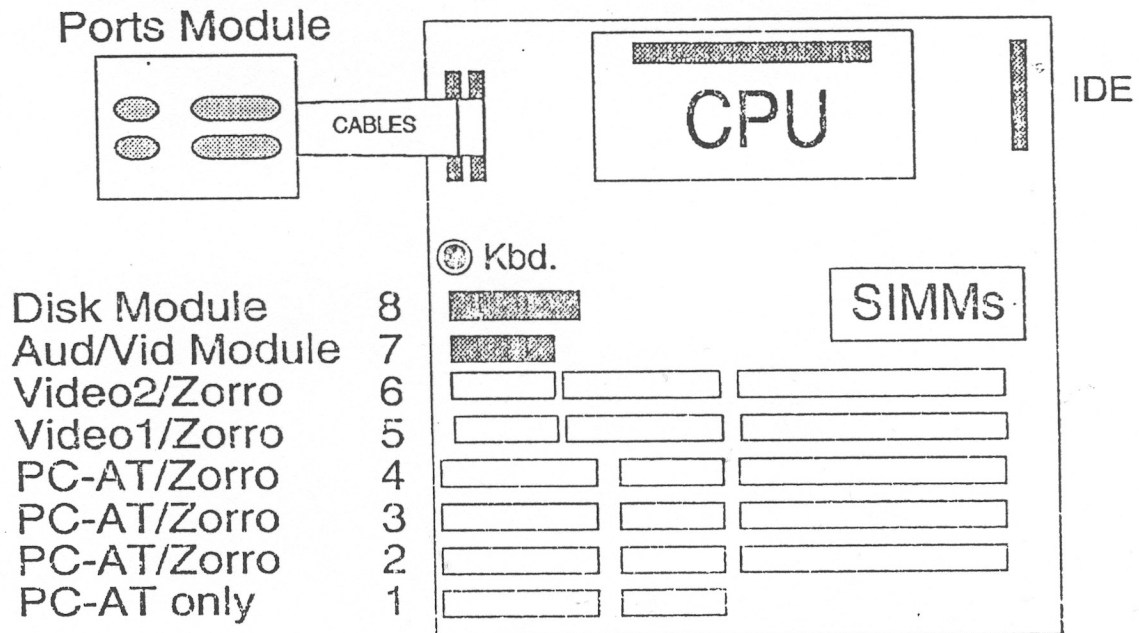 Ports Module
CABLES
CPU
IDE
Kbd.
SIMMs
Disk Module 8
Aud/Vid Module 7
Video2/Zorro 6
Video1/Zorro 5
PC-AT/Zorro 4
PC-AT/Zorro 3
PC-AT/Zorro 2
PC-AT only 1